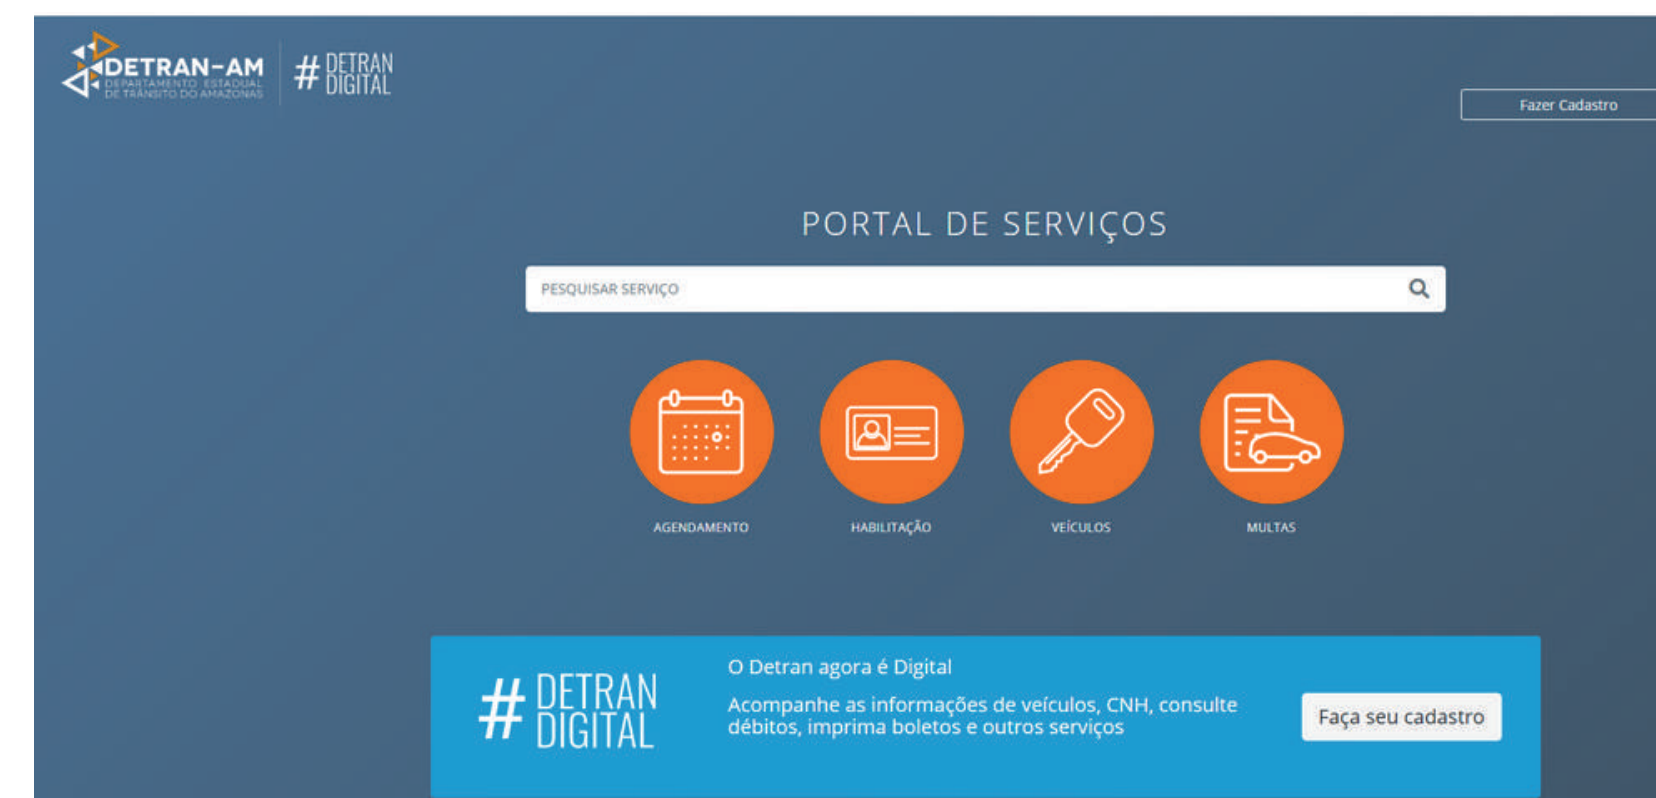 DETRAN-AM
DEPARTAMENTO ESTADUAL
DE TRÂNSITO DO AMAZONAS
# DETRAN
DIGITAL
Fazer Cadastro
PORTAL DE SERVIÇOS
PESQUISAR SERVIÇO
AGENDAMENTO
HABILITAÇÃO
VEÍCULOS
MULTAS
# DETRAN
DIGITAL
O Detran agora é Digital
Acompanhe as informações de veículos, CNH, consulte
débitos, imprima boletos e outros serviços
Faça seu cadastro